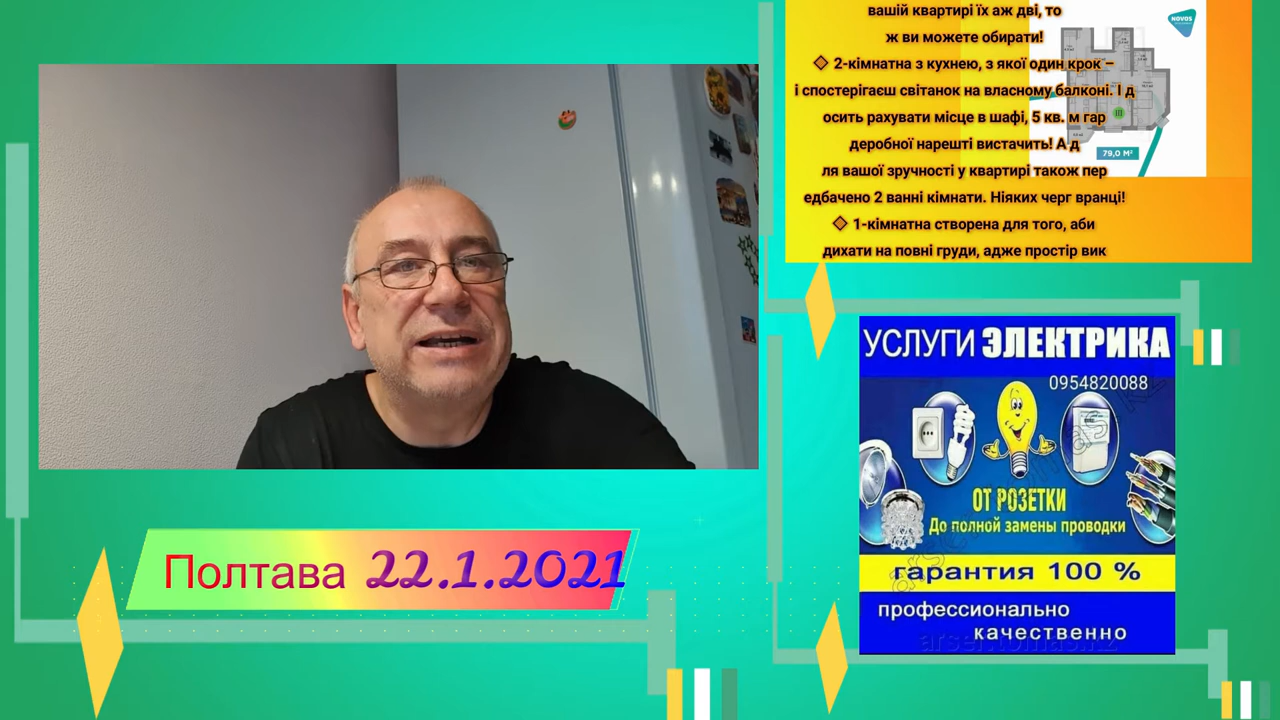 вашій квартирі їх аж дві, то
ж ви можете обирати!
2-кімнатна з кухнею, з якої один крок –
і спостерігаєш світанок на власному балконі. І д
осить рахувати місце в шафі, 5 кв. м гар
деробної нарешті вистачить! А д
ля вашої зручності у квартирі також пер
едбачено 2 ванні кімнати. Ніяких черг вранці!
1-кімнатна створена для того, аби
дихати на повні груди, адже простір вик
NOVOS
79,0 М²
УСЛУГИ ЭЛЕКТРИКА
0954820088
ОТ РОЗЕТКИ
До полной замены проводки
гарантия 100 %
профессионально
качественно
Полтава 22.1.2021